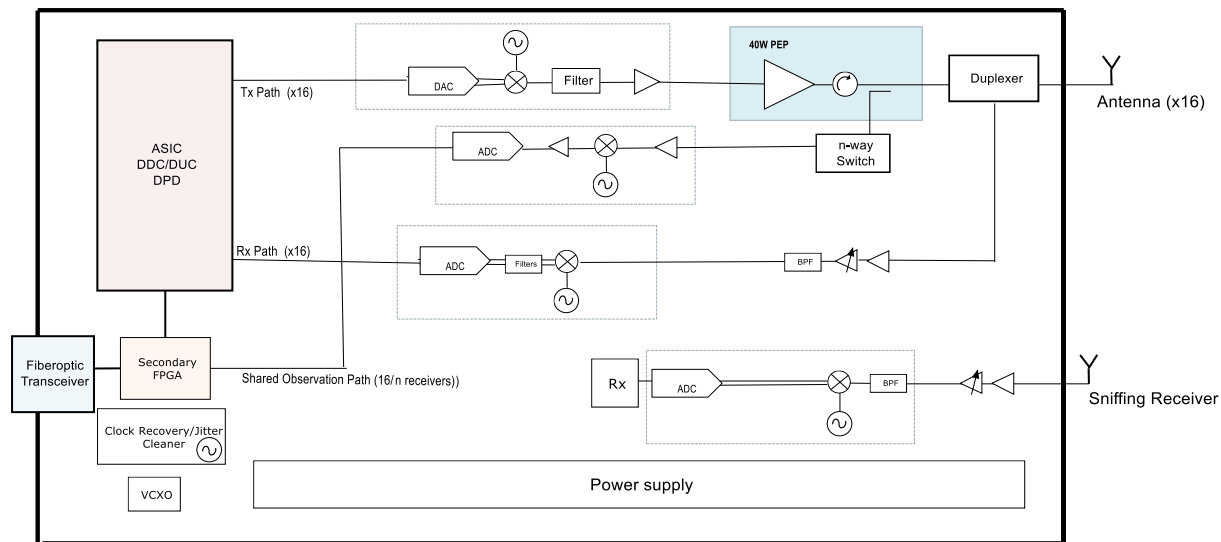 40W PEP
DAC
Filter
Duplexer
Tx Path (x16)
Antenna (x16)
ASIC
DDC/DUC
DPD
ADC
n-way
Switch
Rx Path (x16)
ADC
Filters
BPF
Fiberoptic
Transceiver
Secondary
FPGA
Shared Observation Path (16/n receivers))
Rx
ADC
BPF
Sniffing Receiver
Clock Recovery/Jitter
Cleaner
Power supply
VCXO